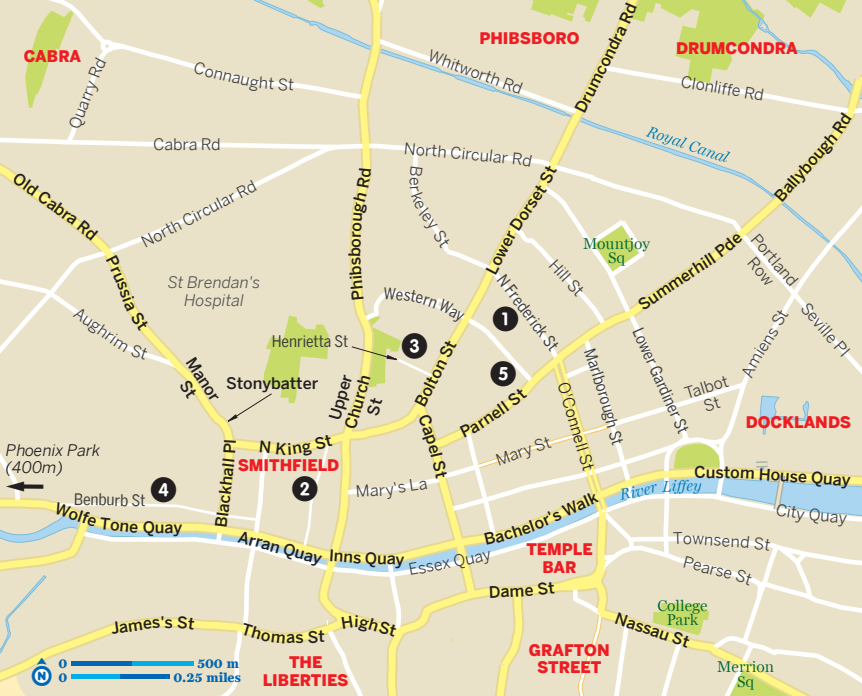 PHIBSBORO
DRUMCONDRA
CABRA
Drumcondra Rd
Whitworth Rd
Quarry Rd
Connaught St
Clonliffe Rd
Royal Canal
Ballybough Rd
Cabra Rd
North Circular Rd
Old Cabra Rd
North Circular Rd
Phibsborough Rd
Berkeley St
Lower Dorset St
Mountjoy
Sq
Summerhill Pde
Portland
Row
Prussia St
St Brendan's
Hospital
Hill St
Western Way
N Frederick St
1
Seville Pl
Aughrim St
Henrietta St
3
Bolton St
Amiens St
Manor
St
Stonybatter
Upper
Church
St
5
Marlborough St
Lower Gardiner St
Talbot
St
Parnell St
O'Connell St
DOCKLANDS
Capel St
N King St
Mary St
Phoenix Park
(400m)
Blackhall Pl
SMITHFIELD
2
Mary's La
Custom House Quay
4
Benburb St
River Liffey
Wolfe Tone Quay
Bachelor's Walk
City Quay
Arran Quay
Inns Quay
Essex Quay
TEMPLE
BAR
Townsend St
Pearse St
Dame St
College
Park
James's St
Thomas St
High St
Nassau St
GRAFTON
STREET
THE
LIBERTIES
Merrion
Sq
N
0 500 m
0 0.25 miles